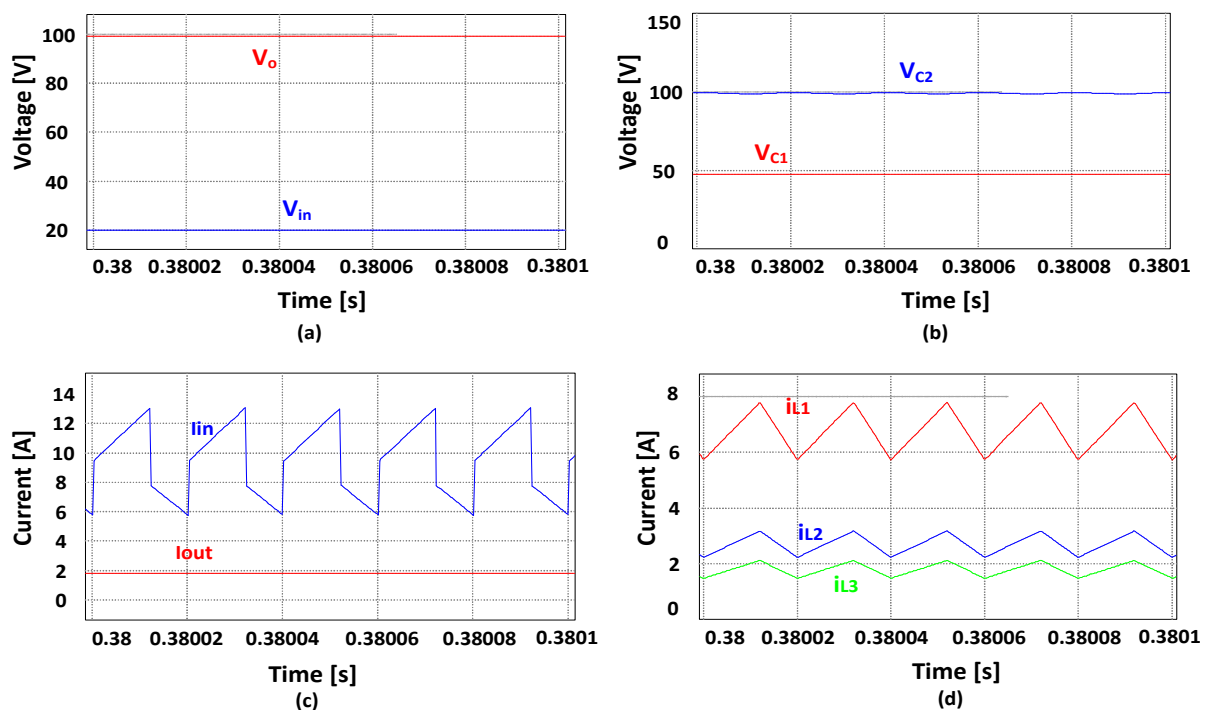 100
80
60
40
20
Voltage [V]
Vo
Vin
0.38 0.38002 0.38004 0.38006 0.38008 0.3801
Time [s]
(a)
150
100
50
0
Voltage [V]
VC2
VC1
0.38 0.38002 0.38004 0.38006 0.38008 0.3801
Time [s]
(b)
14
12
10
8
6
4
2
0
Current [A]
Iin
Iout
0.38 0.38002 0.38004 0.38006 0.38008 0.3801
Time [s]
(c)
8
6
4
2
0
Current [A]
iL1
iL2
iL3
0.38 0.38002 0.38004 0.38006 0.38008 0.3801
Time [s]
(d)